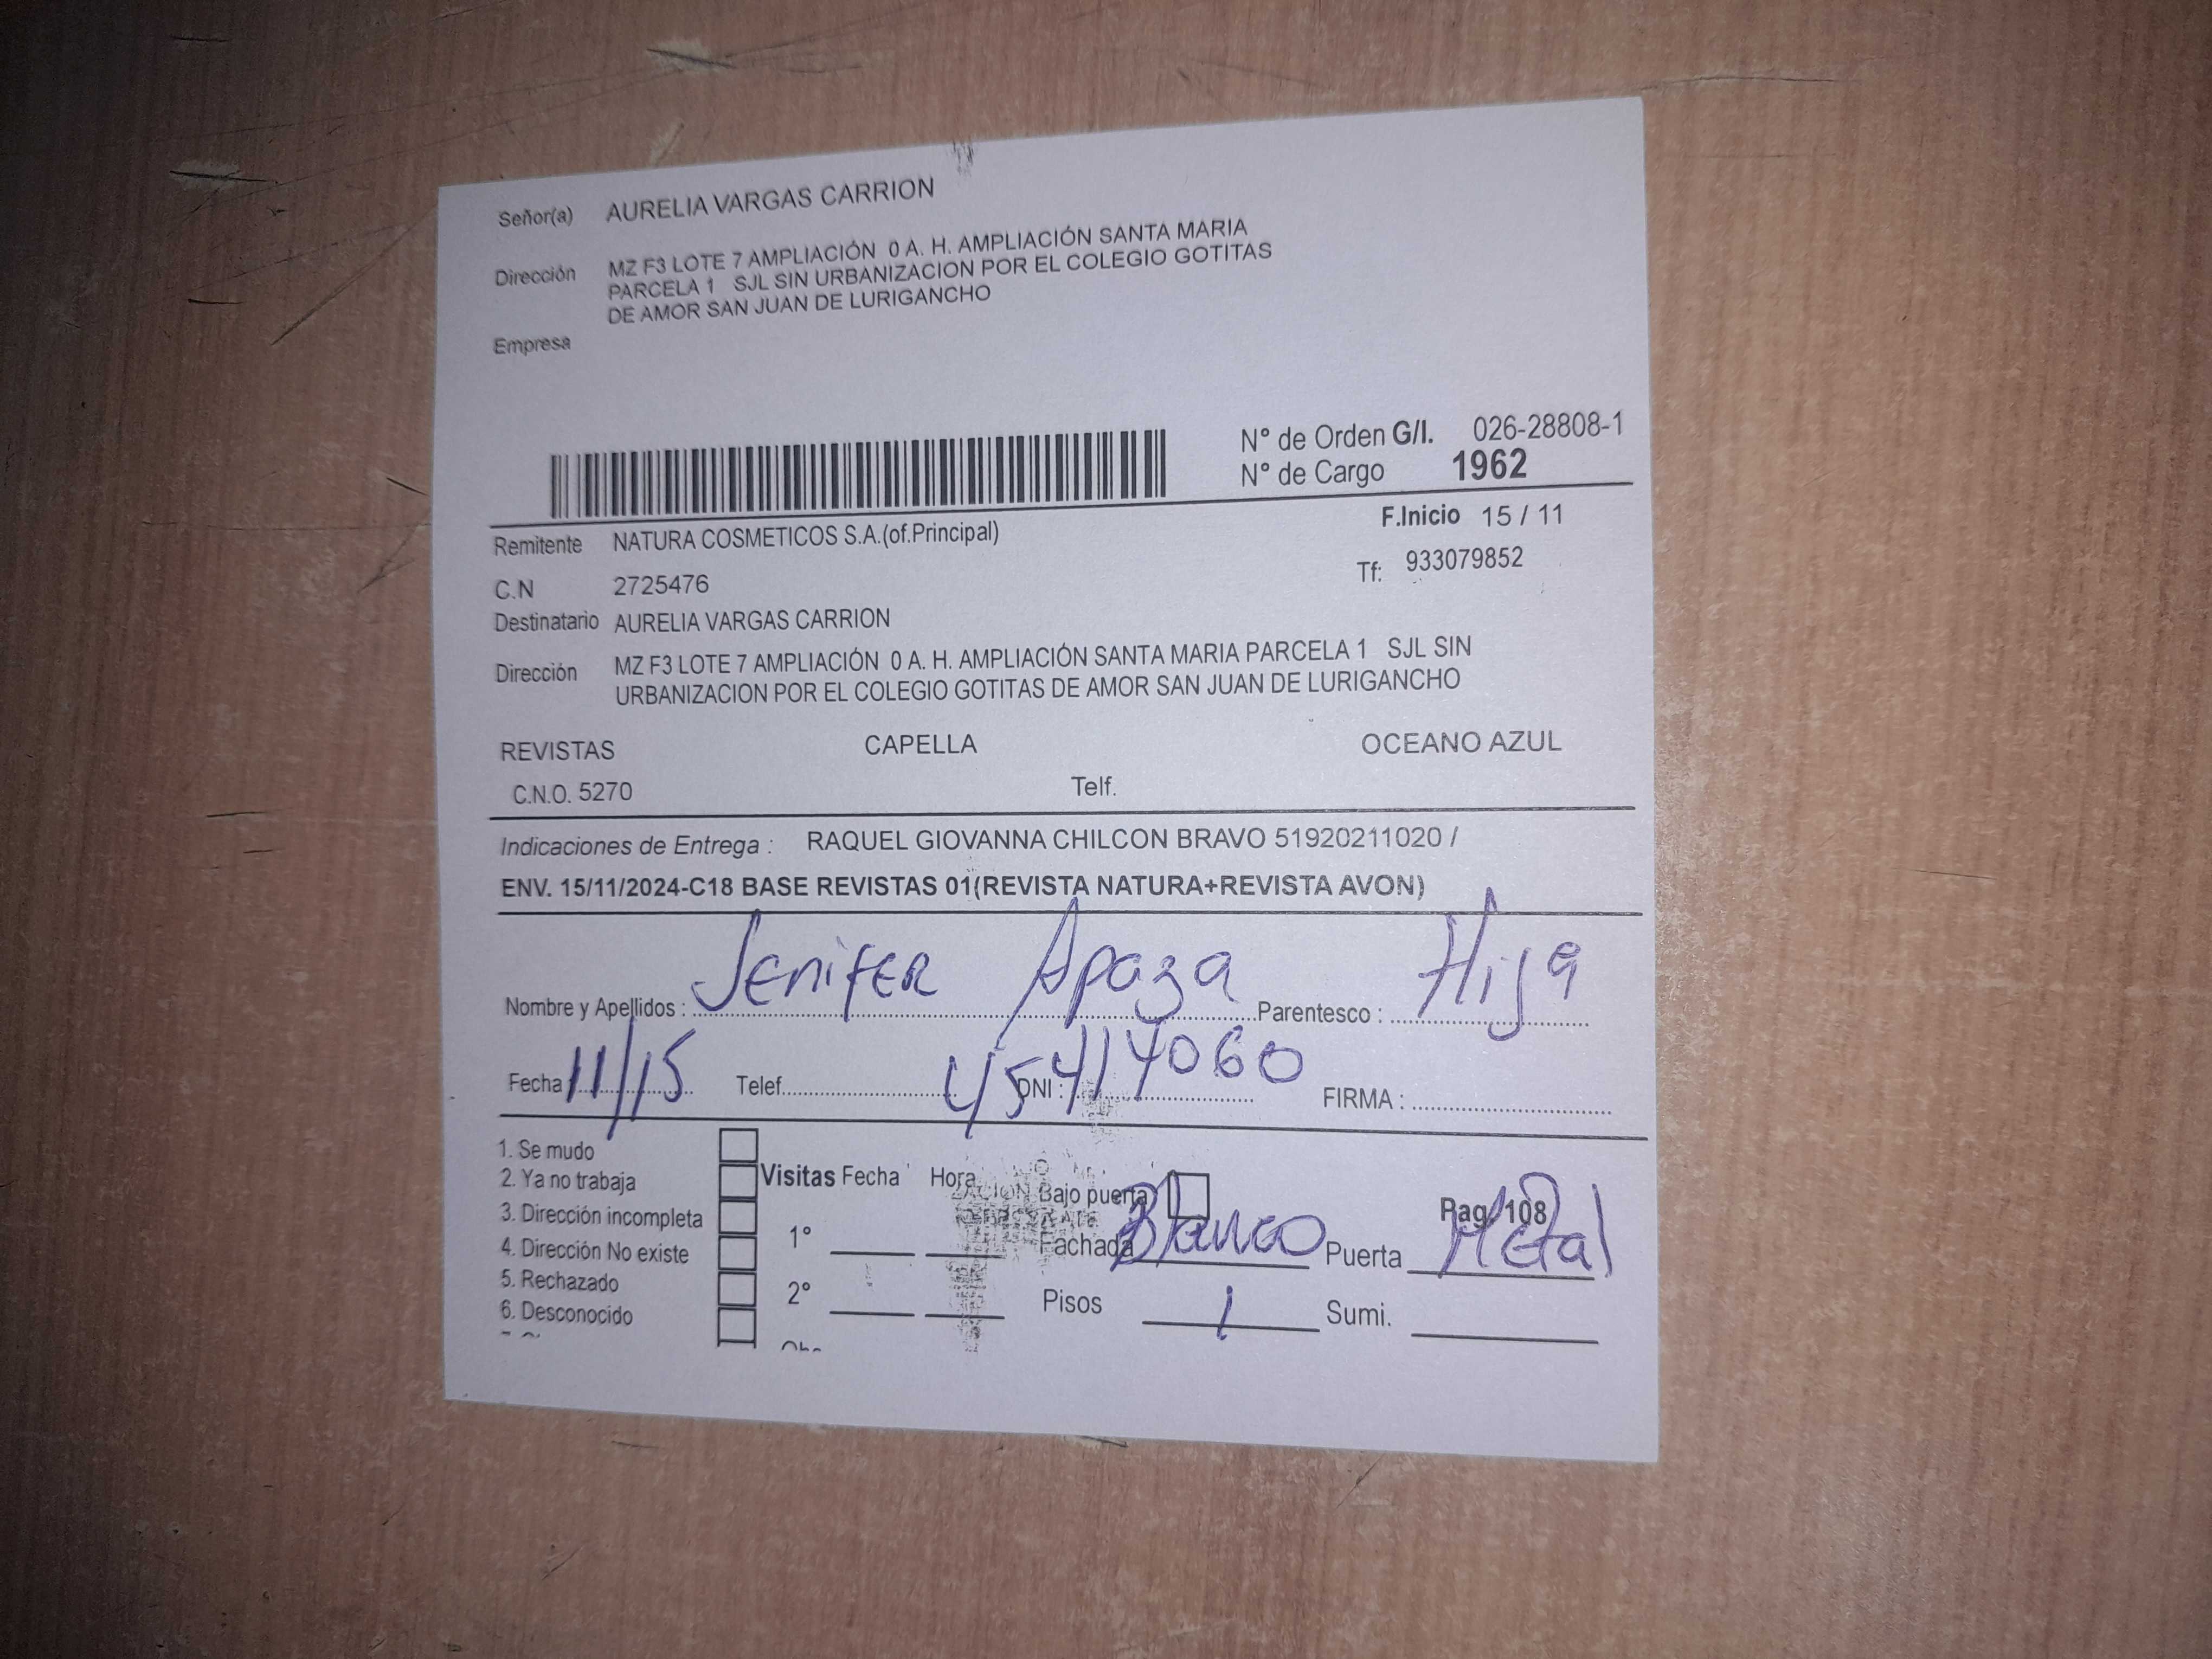 Señor(a) AURELIA VARGAS CARRION
Dirección MZ F3 LOTE 7 AMPLIACIÓN 0 A. H. AMPLIACIÓN SANTA MARIA
PARCELA 1 SJL SIN URBANIZACION POR EL COLEGIO GOTITAS
DE AMOR SAN JUAN DE LURIGANCHO
Empresa
N° de Orden G/I. 026-28808-1
N° de Cargo 1962
F.Inicio 15 / 11
Remitente NATURA COSMETICOS S.A.(of.Principal)
Tf: 933079852
C.N 2725476
Destinatario AURELIA VARGAS CARRION
Dirección MZ F3 LOTE 7 AMPLIACIÓN 0 A. H. AMPLIACIÓN SANTA MARIA PARCELA 1 SJL SIN
URBANIZACION POR EL COLEGIO GOTITAS DE AMOR SAN JUAN DE LURIGANCHO
REVISTAS CAPELLA OCEANO AZUL
C.N.O. 5270 Telf.
Indicaciones de Entrega : RAQUEL GIOVANNA CHILCON BRAVO 51920211020 /
ENV. 15/11/2024-C18 BASE REVISTAS 01(REVISTA NATURA+REVISTA AVON)
Nombre y Apellidos : Jenifer Apaza Parentesco : Hija
Fecha 11/15 Telef. DNI : 45414060 FIRMA :
1. Se mudo
2. Ya no trabaja
3. Dirección incompleta
4. Dirección No existe
5. Rechazado
6. Desconocido
Visitas Fecha Hora
1°
2°
Bajo puerta Pag. 108
Fachada Blanco Puerta Metal
Pisos 1 Sumi.